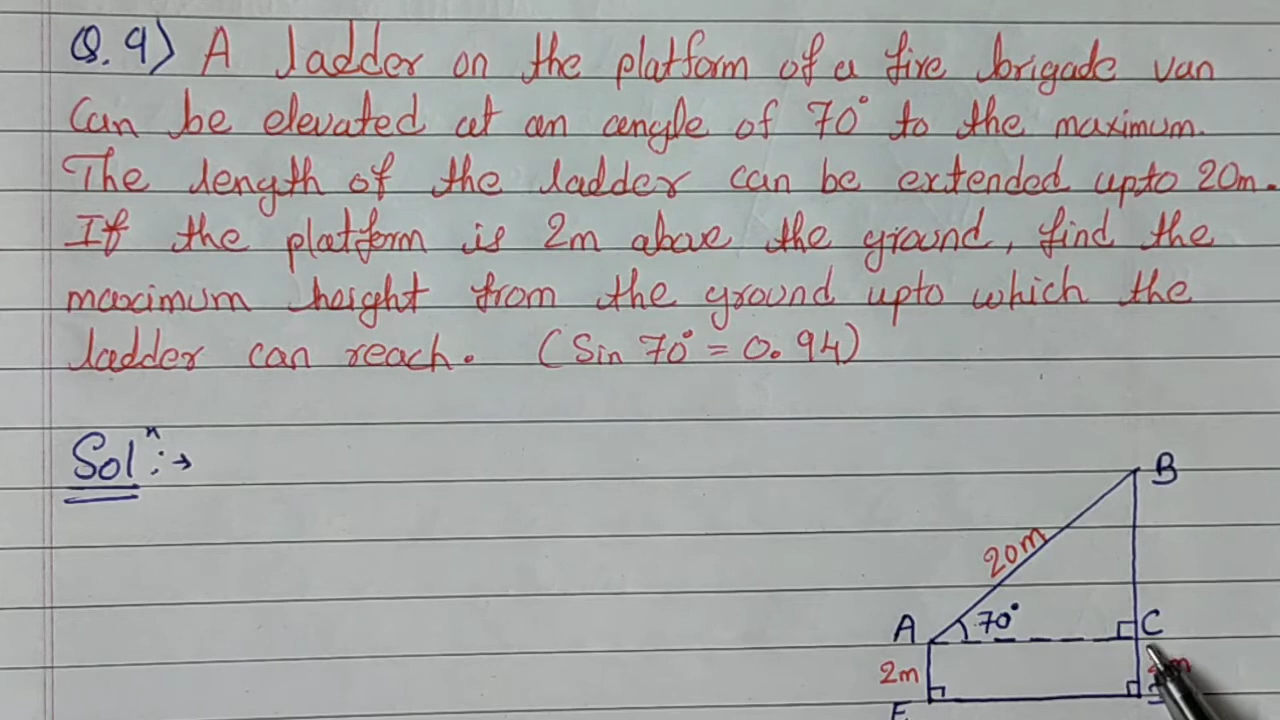 Q.9) A ladder on the platform of a fire brigade van
can be elevated at an angle of 70° to the maximum.
The length of the ladder can be extended upto 20m.
If the platform is 2m above the ground, find the
maximum height from the ground upto which the
ladder can reach. (Sin 70° = 0.94)
Solⁿ :→
B
20m
A 70° C
2m